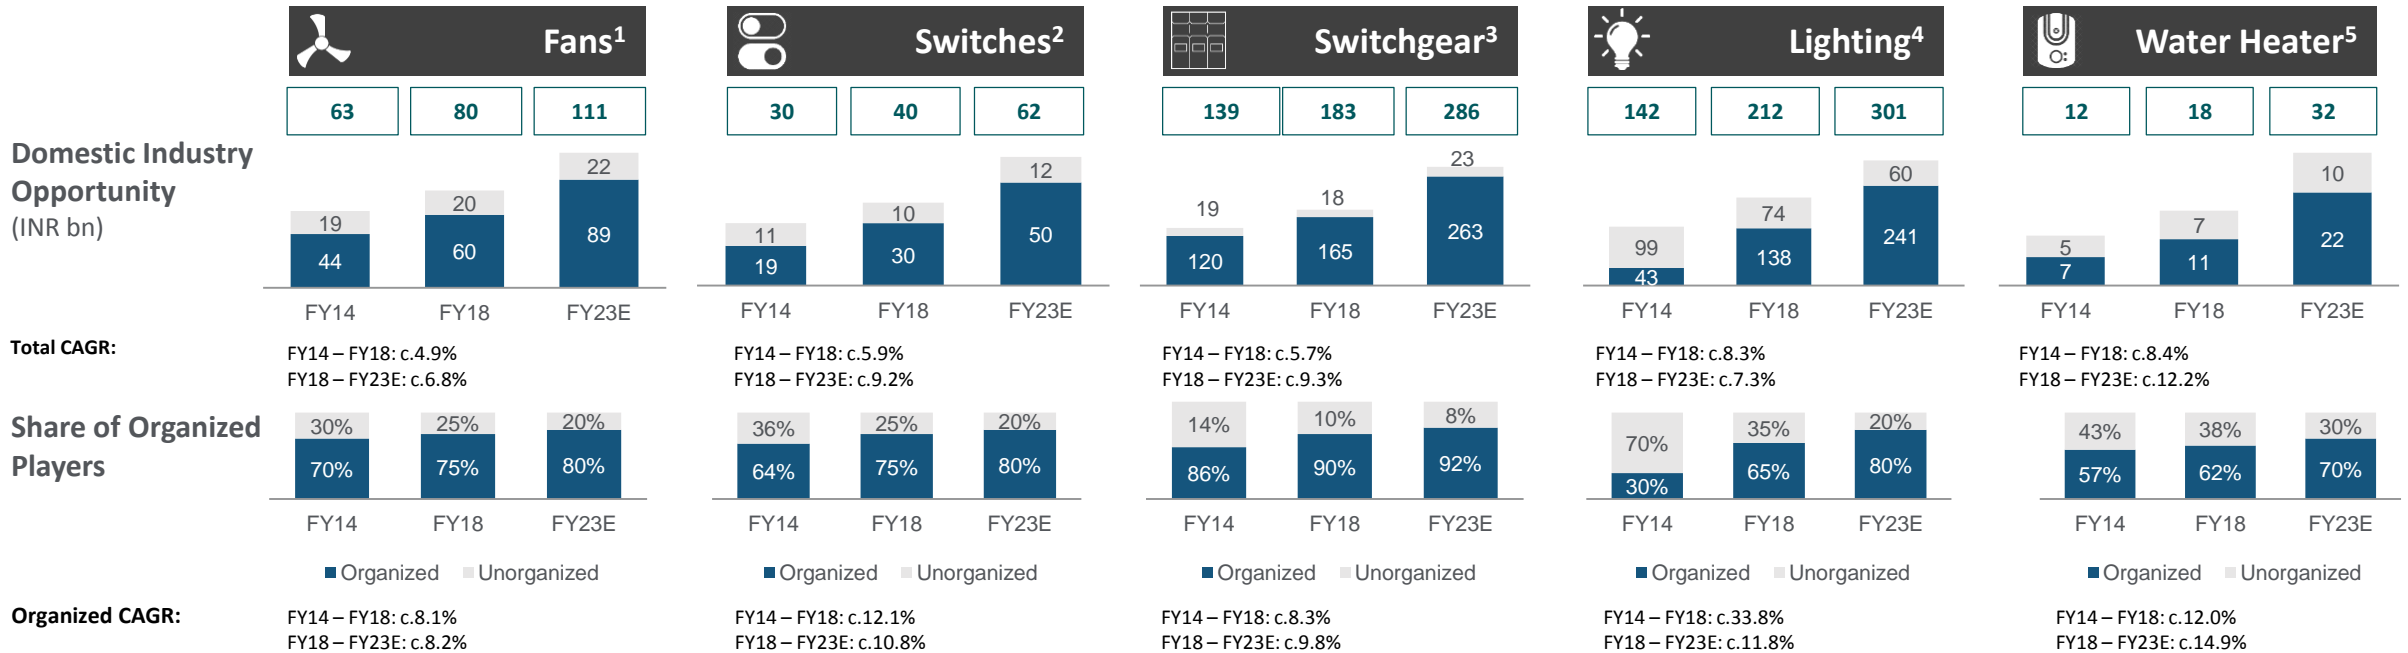 Fans1
Switches2
Switchgear3
Lighting4
Water Heater5
63 80 111
30 40 62
139 183 286
142 212 301
12 18 32
Domestic Industry
Opportunity
(INR bn)
19 20 22
44 60 89
FY14 FY18 FY23E
11 10 12
19 30 50
FY14 FY18 FY23E
19 18 23
120 165 263
FY14 FY18 FY23E
99 74 60
43 138 241
FY14 FY18 FY23E
5 7 10
7 11 22
FY14 FY18 FY23E
Total CAGR:
FY14 – FY18: c.4.9%
FY18 – FY23E: c.6.8%
FY14 – FY18: c.5.9%
FY18 – FY23E: c.9.2%
FY14 – FY18: c.5.7%
FY18 – FY23E: c.9.3%
FY14 – FY18: c.8.3%
FY18 – FY23E: c.7.3%
FY14 – FY18: c.8.4%
FY18 – FY23E: c.12.2%
Share of Organized
Players
30% 25% 20%
70% 75% 80%
FY14 FY18 FY23E
Organized Unorganized
36% 25% 20%
64% 75% 80%
FY14 FY18 FY23E
Organized Unorganized
14% 10% 8%
86% 90% 92%
FY14 FY18 FY23E
Organized Unorganized
70% 35% 20%
30% 65% 80%
FY14 FY18 FY23E
Organized Unorganized
43% 38% 30%
57% 62% 70%
FY14 FY18 FY23E
Organized Unorganized
Organized CAGR:
FY14 – FY18: c.8.1%
FY18 – FY23E: c.8.2%
FY14 – FY18: c.12.1%
FY18 – FY23E: c.10.8%
FY14 – FY18: c.8.3%
FY18 – FY23E: c.9.8%
FY14 – FY18: c.33.8%
FY18 – FY23E: c.11.8%
FY14 – FY18: c.12.0%
FY18 – FY23E: c.14.9%